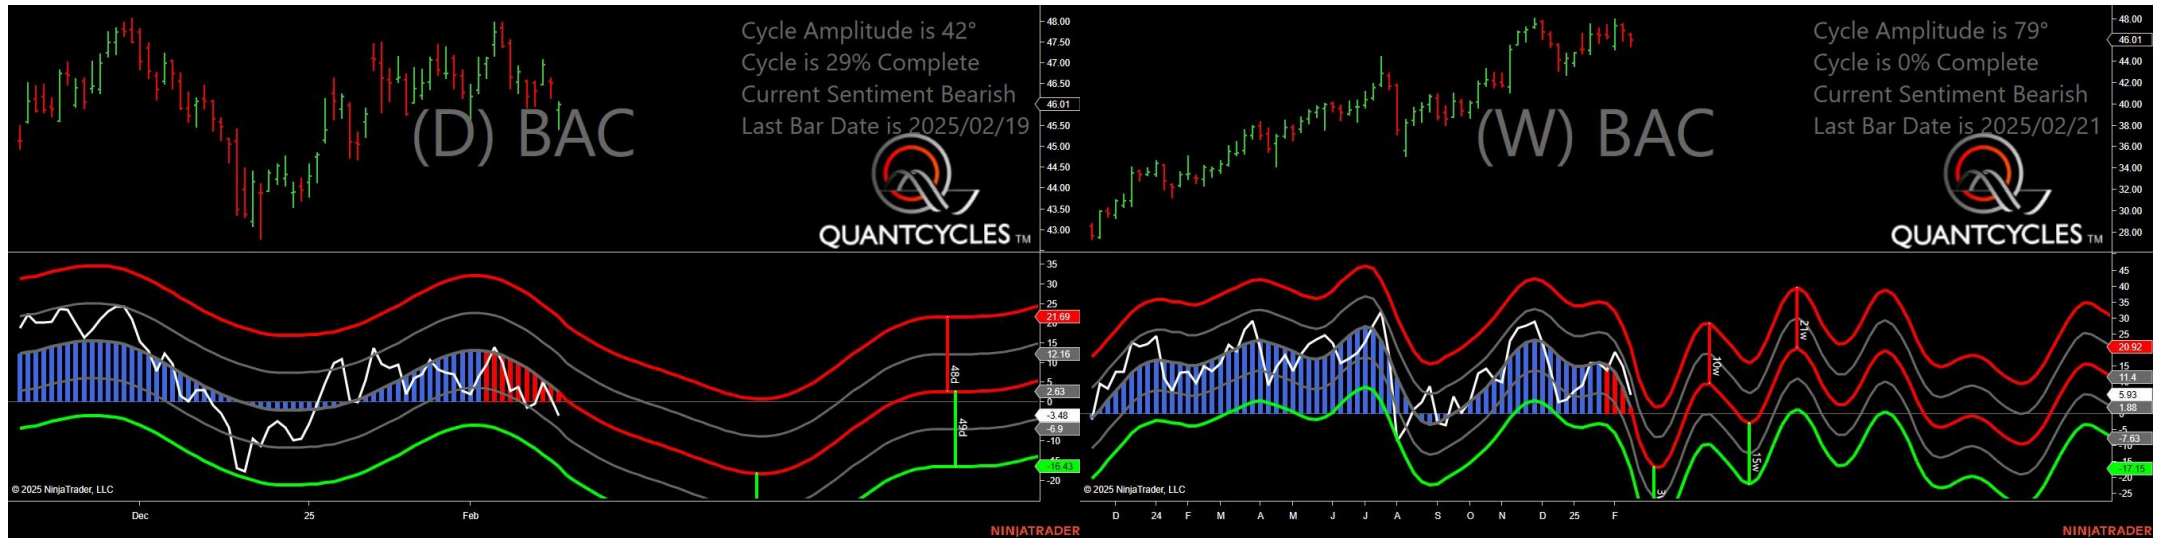 Cycle Amplitude is 42°
Cycle is 29% Complete
Current Sentiment Bearish
Last Bar Date is 2025/02/19
(D) BAC
QUANTCYCLES TM
48.00
47.50
47.00
46.50
46.01
45.50
45.00
44.50
44.00
43.50
43.00
35
30
25
21.69
20
15
12.16
5
2.63
0
-3.48
-6.9
-10
-16.43
-20
48d
49d
© 2025 NinjaTrader, LLC
Dec
25
Feb
NINJATRADER
Cycle Amplitude is 79°
Cycle is 0% Complete
Current Sentiment Bearish
Last Bar Date is 2025/02/21
(W) BAC
QUANTCYCLES TM
48.00
46.01
44.00
42.00
40.00
38.00
36.00
34.00
32.00
30.00
28.00
45
40
35
30
25
20.92
15
11.4
5.93
1.88
-5
-7.63
-17.15
-20
-25
10w
21w
15w
© 2025 NinjaTrader, LLC
D
24
F
M
A
M
J
J
A
S
O
N
D
25
F
NINJATRADER